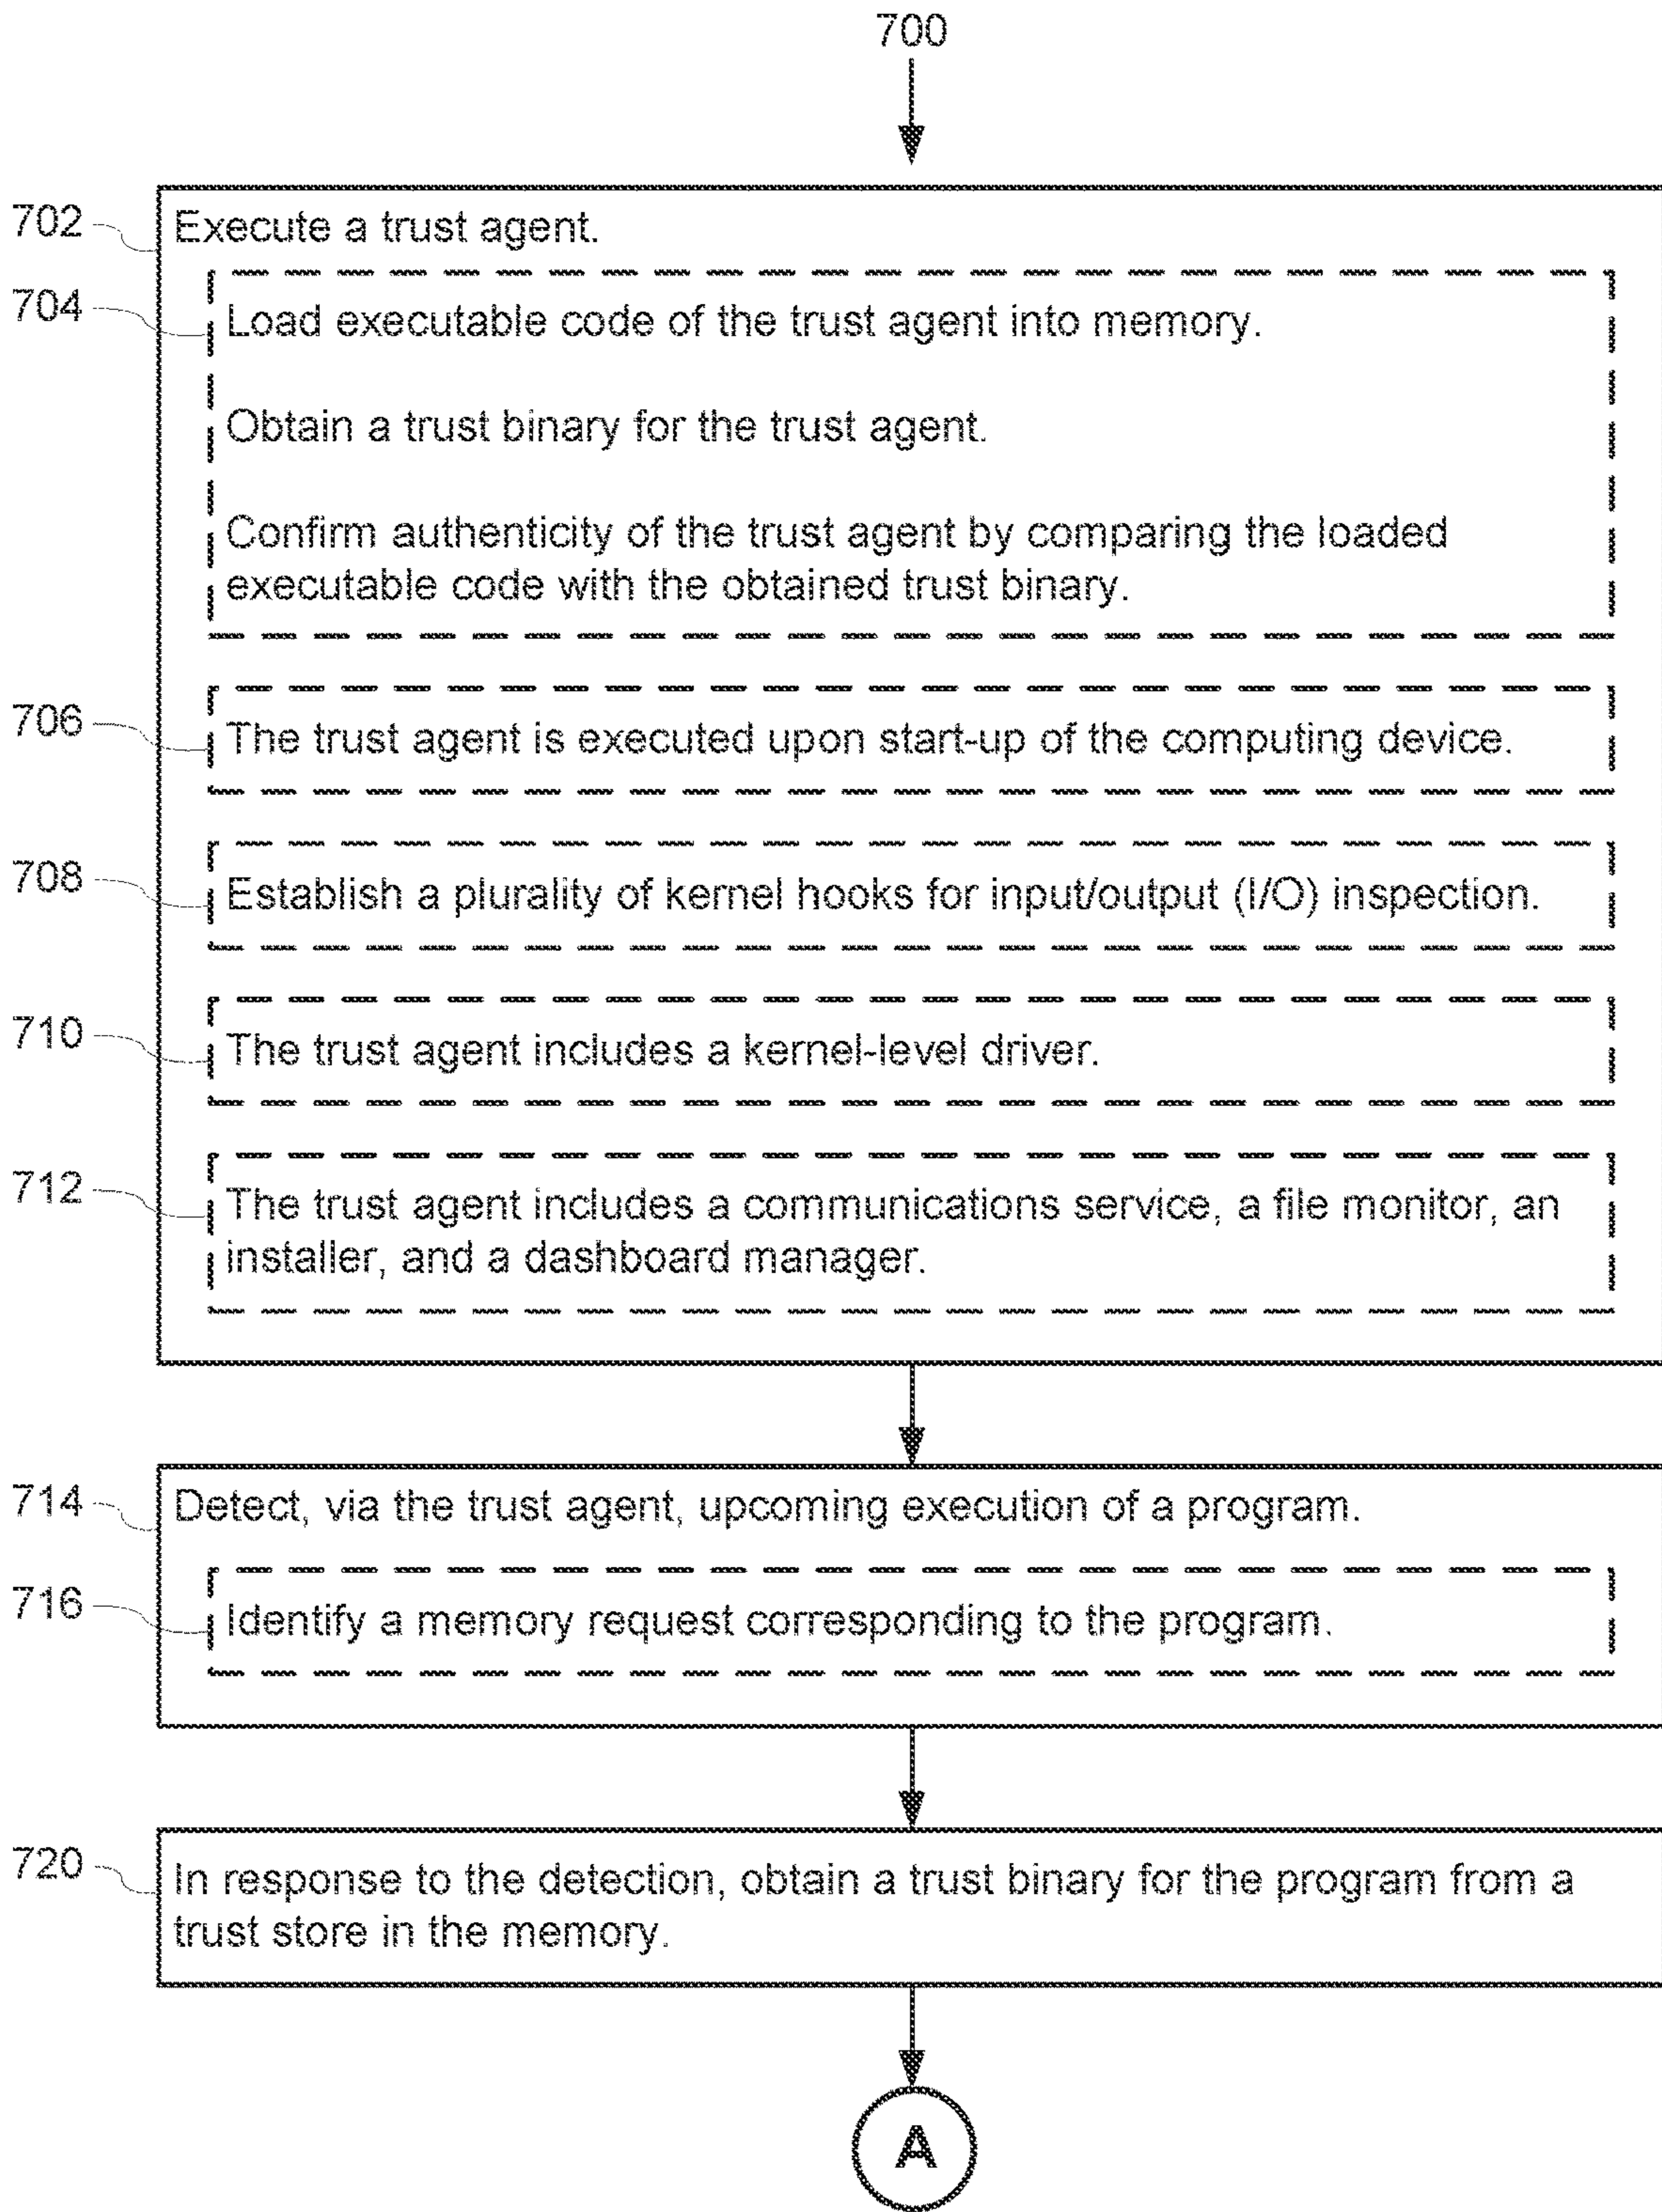 700
702
Execute a trust agent.
704
Load executable code of the trust agent into memory.
Obtain a trust binary for the trust agent.
Confirm authenticity of the trust agent by comparing the loaded
executable code with the obtained trust binary.
706
The trust agent is executed upon start-up of the computing device.
708
Establish a plurality of kernel hooks for input/output (I/O) inspection.
710
The trust agent includes a kernel-level driver.
712
The trust agent includes a communications service, a file monitor, an
installer, and a dashboard manager.
714
Detect, via the trust agent, upcoming execution of a program.
716
Identify a memory request corresponding to the program.
720
In response to the detection, obtain a trust binary for the program from a
trust store in the memory.
A